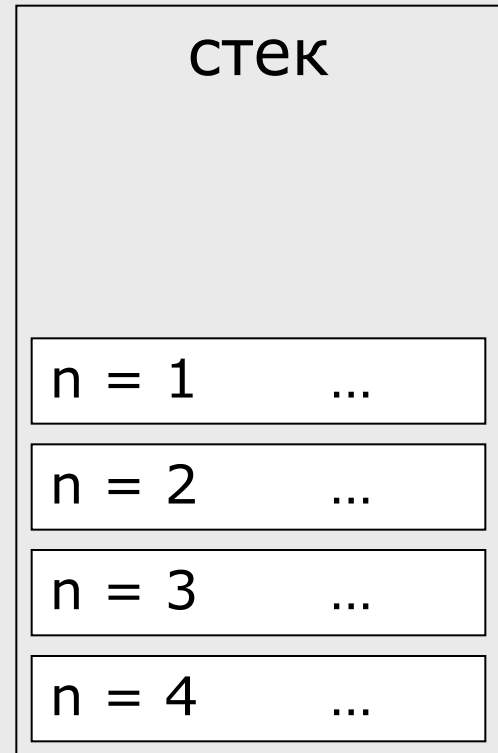 стек
n = 1 …
n = 2 …
n = 3 …
n = 4 …